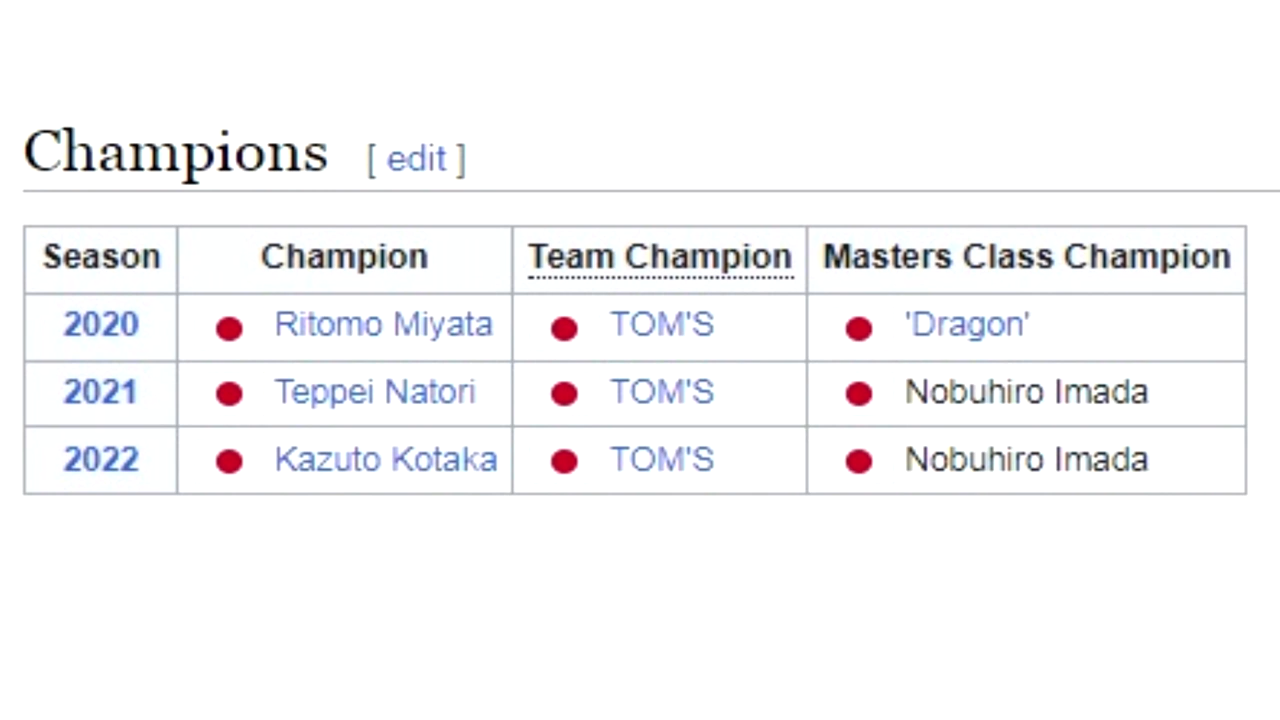 Champions [ edit ]
Season Champion Team Champion Masters Class Champion
2020 Ritomo Miyata TOM'S 'Dragon'
2021 Teppei Natori TOM'S Nobuhiro Imada
2022 Kazuto Kotaka TOM'S Nobuhiro Imada